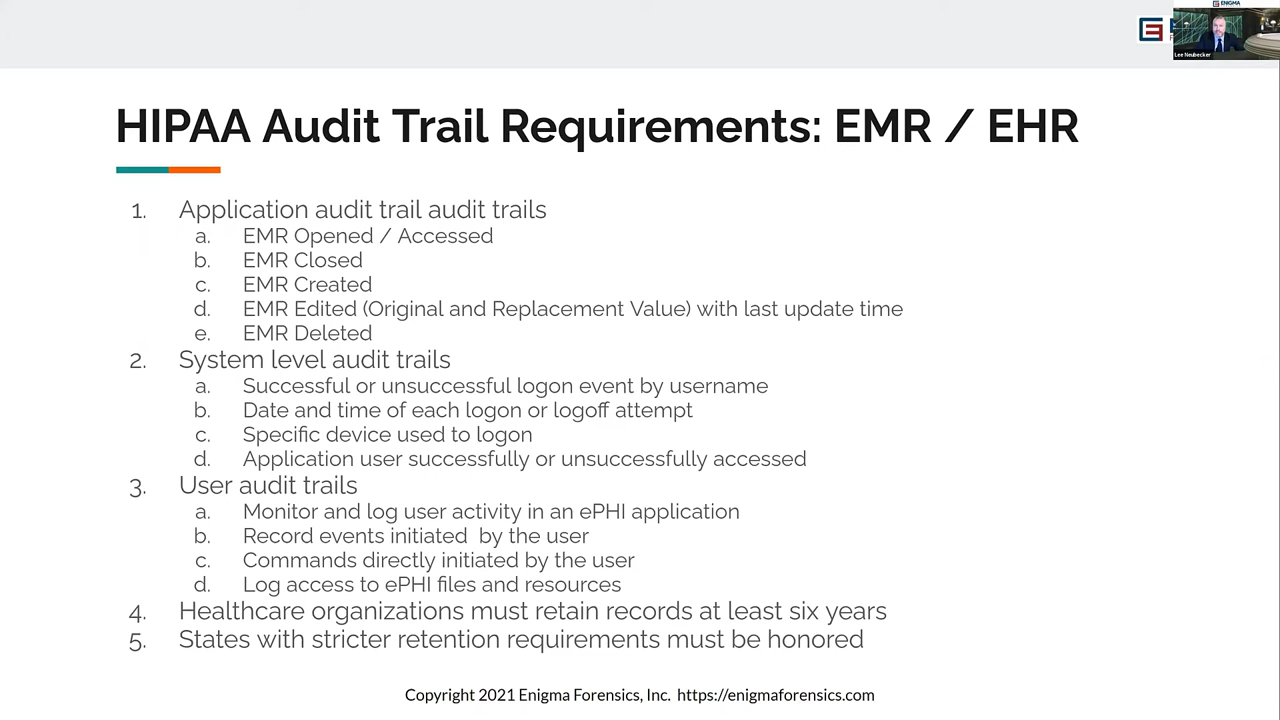 ENIGMA
Lee Neubecker
HIPAA Audit Trail Requirements: EMR / EHR
1. Application audit trail audit trails
a. EMR Opened / Accessed
b. EMR Closed
c. EMR Created
d. EMR Edited (Original and Replacement Value) with last update time
e. EMR Deleted
2. System level audit trails
a. Successful or unsuccessful logon event by username
b. Date and time of each logon or logoff attempt
c. Specific device used to logon
d. Application user successfully or unsuccessfully accessed
3. User audit trails
a. Monitor and log user activity in an ePHI application
b. Record events initiated  by the user
c. Commands directly initiated by the user
d. Log access to ePHI files and resources
4. Healthcare organizations must retain records at least six years
5. States with stricter retention requirements must be honored
Copyright 2021 Enigma Forensics, Inc.  https://enigmaforensics.com